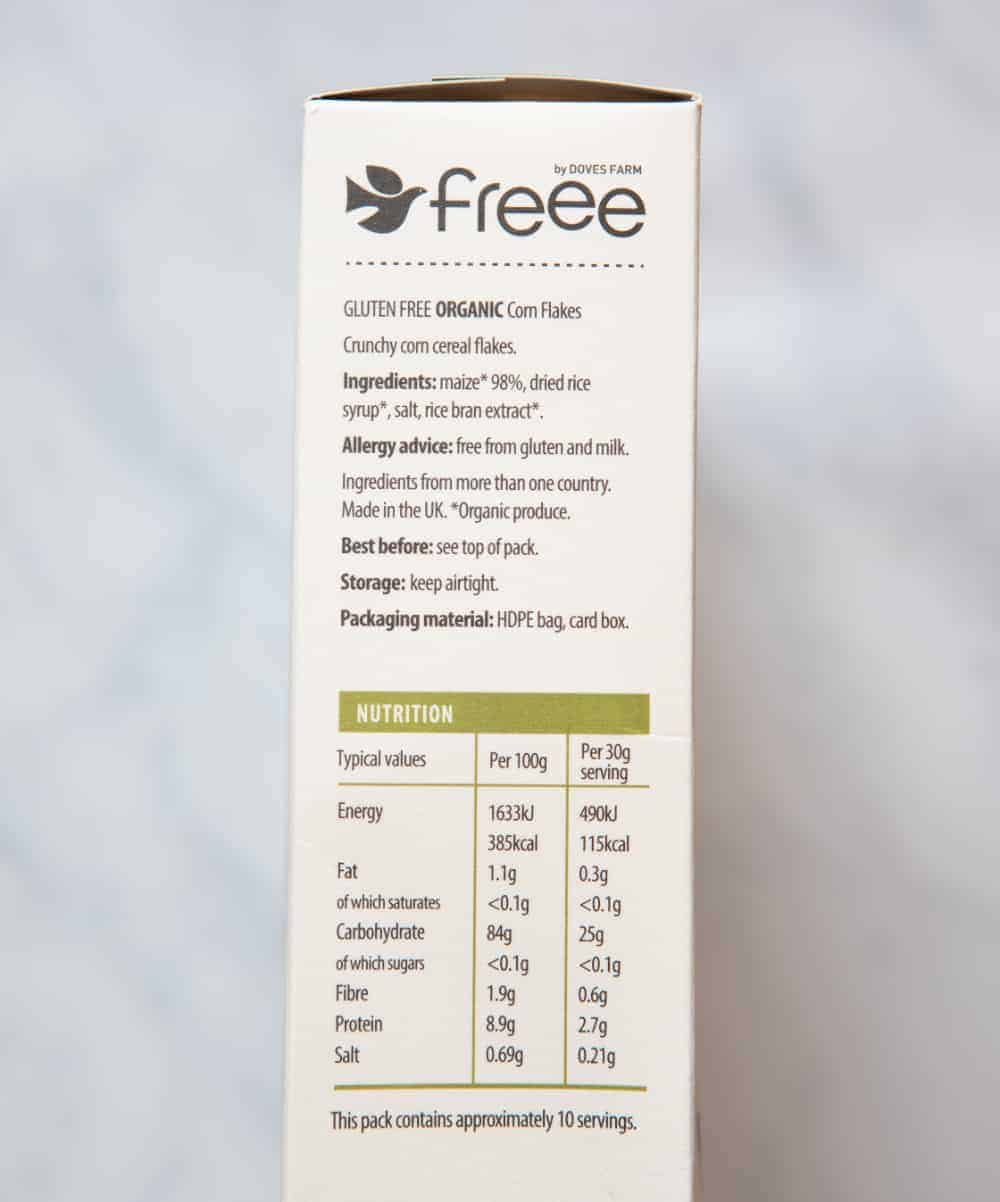 by DOVES FARM
freee
GLUTEN FREE ORGANIC Corn Flakes
Crunchy corn cereal flakes.
Ingredients: maize* 98%, dried rice
syrup*, salt, rice bran extract*.
Allergy advice: free from gluten and milk.
Ingredients from more than one country.
Made in the UK. *Organic produce.
Best before: see top of pack.
Storage: keep airtight.
Packaging material: HDPE bag, card box.
NUTRITION
Typical values Per 100g Per 30g serving
Energy 1633kJ 490kJ
385kcal 115kcal
Fat 1.1g 0.3g
of which saturates <0.1g <0.1g
Carbohydrate 84g 25g
of which sugars <0.1g <0.1g
Fibre 1.9g 0.6g
Protein 8.9g 2.7g
Salt 0.69g 0.21g
This pack contains approximately 10 servings.